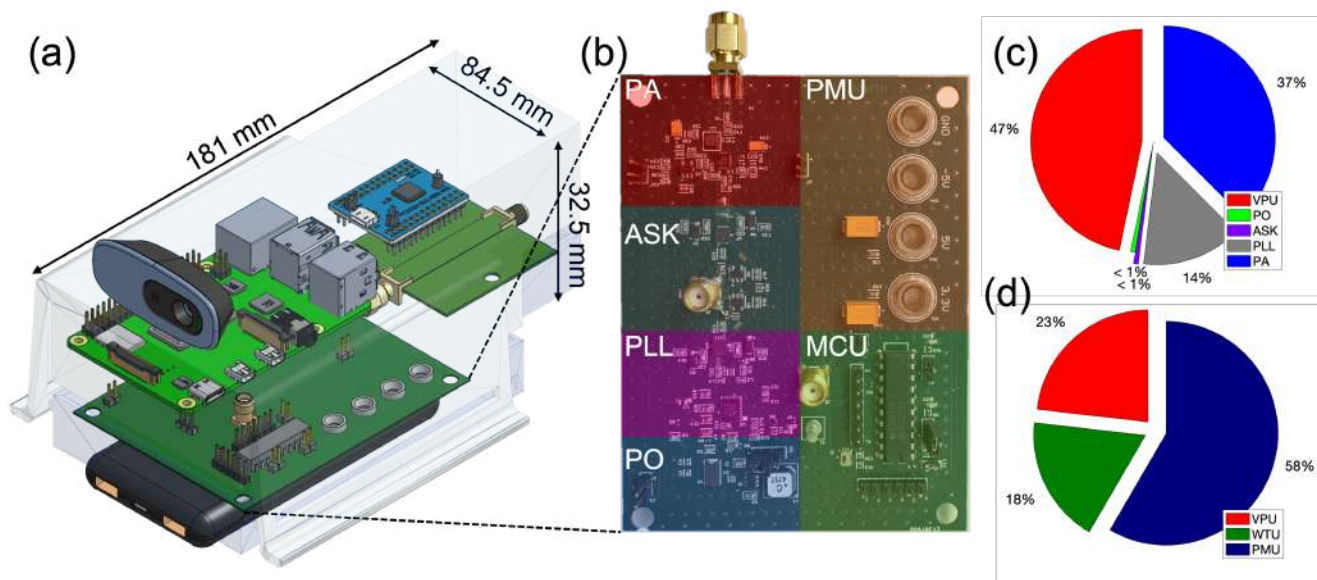 (a)
181 mm
84.5 mm
32.5 mm
(b)
PA
PMU
GND
-5V
5V
3.3V
ASK
PLL
MCU
PO
(c)
47%
37%
14%
< 1%
< 1%
VPU
PO
ASK
PLL
PA
(d)
23%
18%
58%
VPU
WTU
PMU